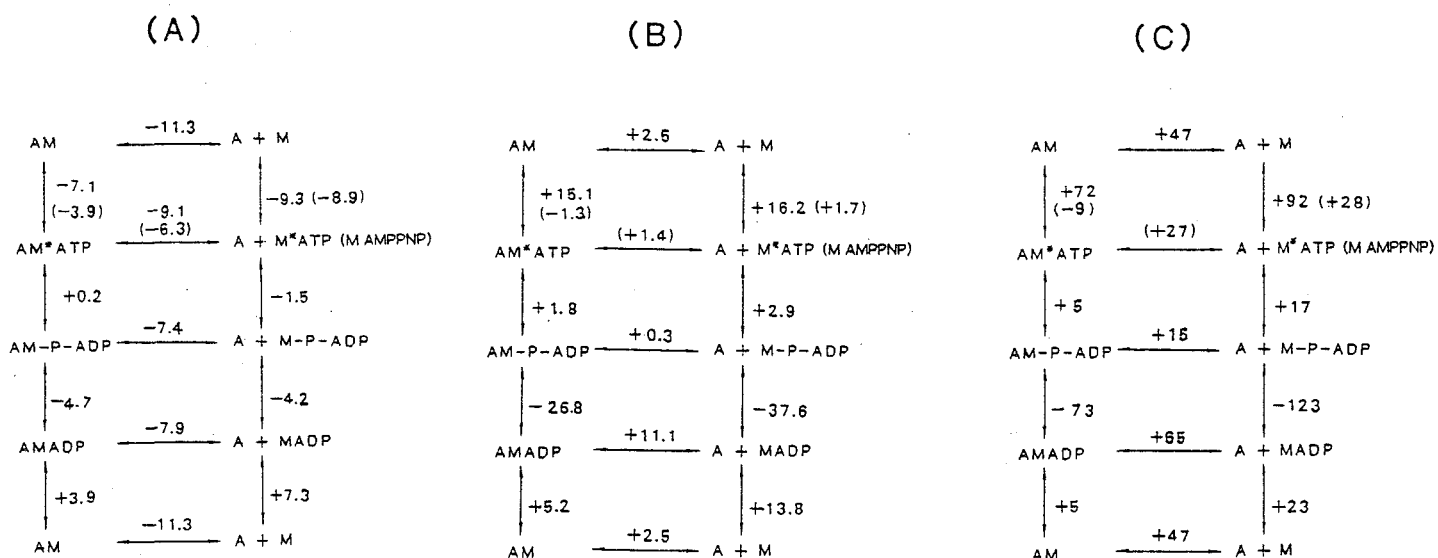 (A) (B) (C)
AM −11.3 A + M
−7.1
(−3.9)
−9.1
(−6.3)
−9.3 (−8.9)
AM*ATP A + M*ATP (M AMPPNP)
+0.2 −1.5
AM-P-ADP −7.4 A + M-P-ADP
−4.7 −4.2
AMADP −7.9 A + MADP
+3.9 +7.3
AM −11.3 A + M
AM +2.5 A + M
+15.1
(−1.3)
+16.2 (+1.7)
AM*ATP (+1.4) A + M*ATP (M AMPPNP)
+1.8 +2.9
AM-P-ADP +0.3 A + M-P-ADP
−26.8 −37.6
AMADP +11.1 A + MADP
+5.2 +13.8
AM +2.5 A + M
AM +47 A + M
+72
(−9)
+92 (+28)
AM*ATP (+27) A + M*ATP (M AMPPNP)
+5 +17
AM-P-ADP +15 A + M-P-ADP
−73 −123
AMADP +65 A + MADP
+5 +23
AM +47 A + M